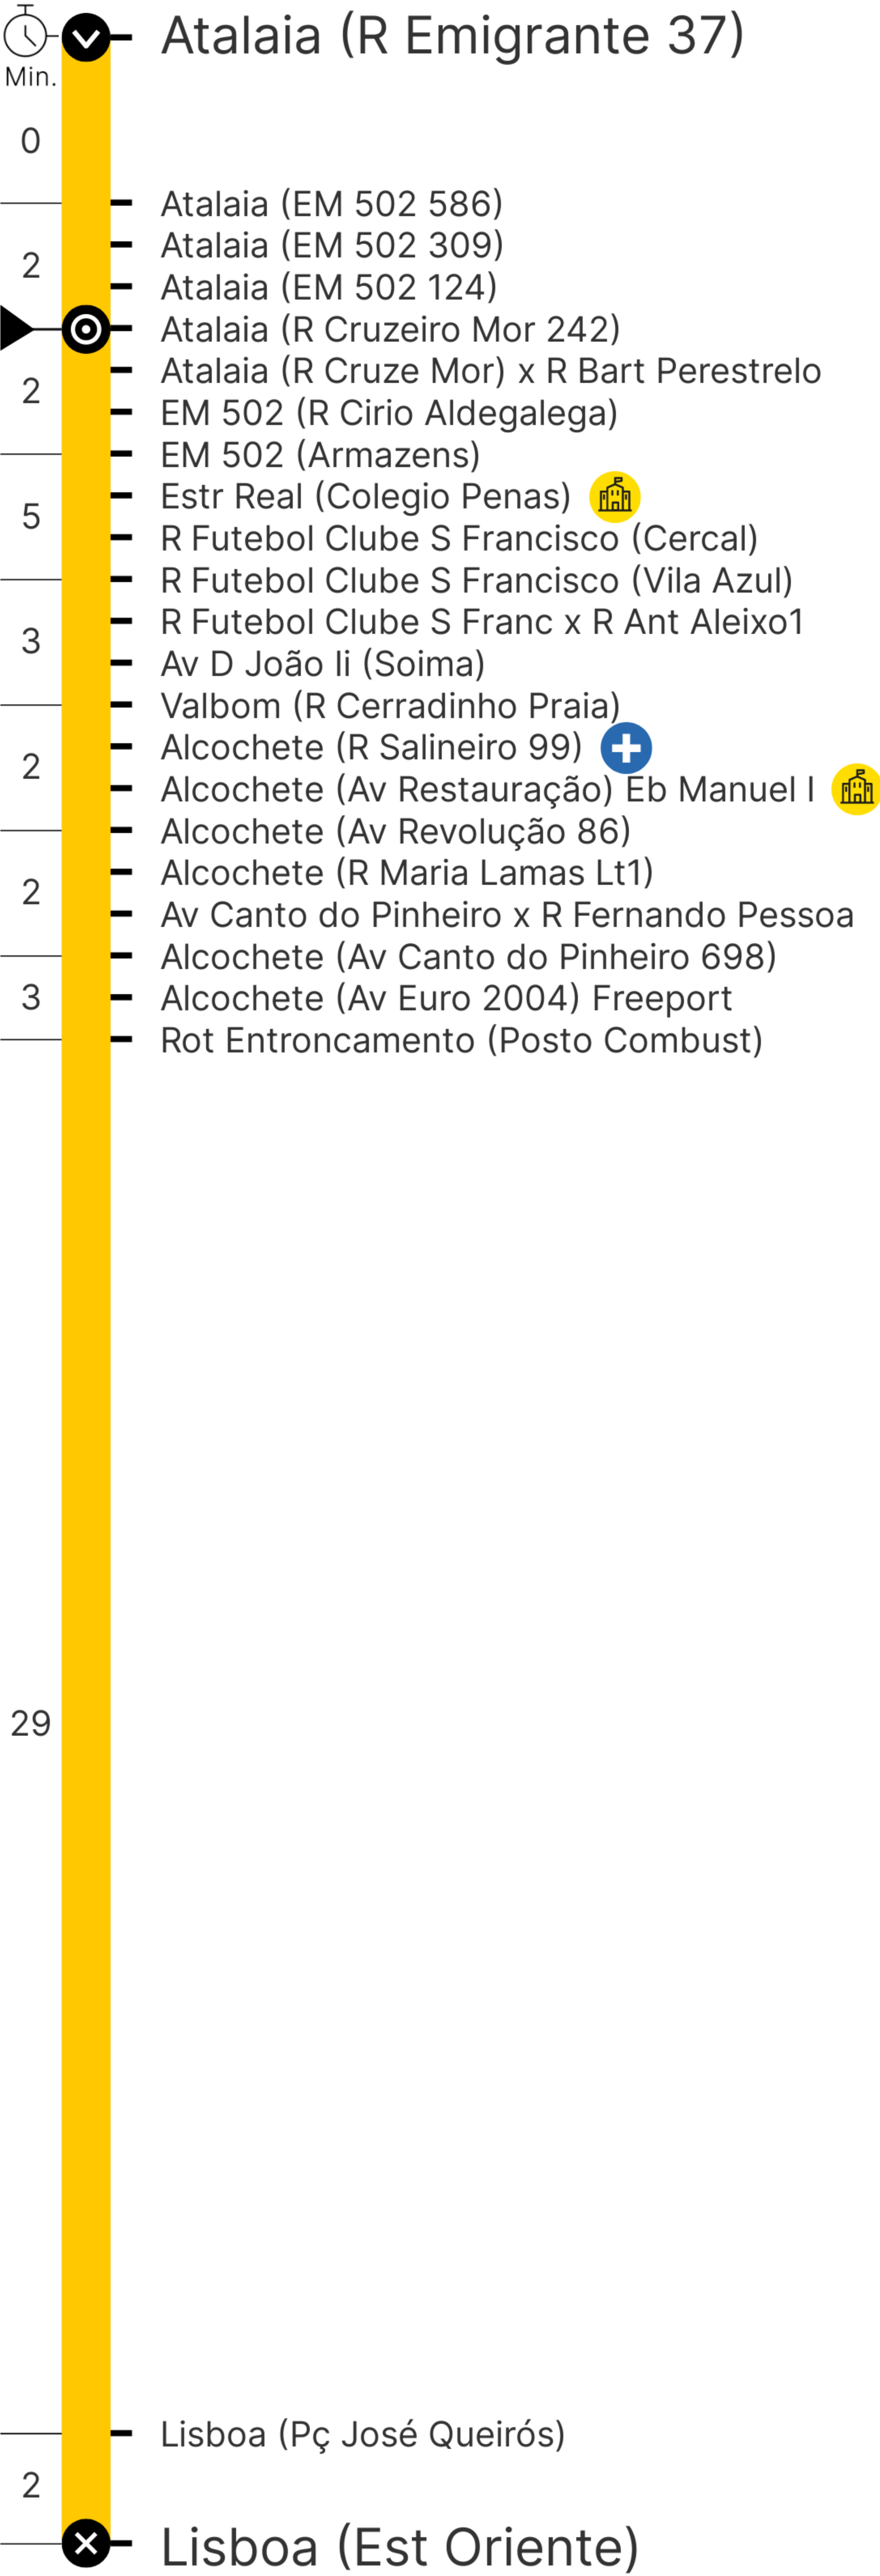 Atalaia (R Emigrante 37)
Min.
0
Atalaia (EM 502 586)
Atalaia (EM 502 309)
2
Atalaia (EM 502 124)
Atalaia (R Cruzeiro Mor 242)
Atalaia (R Cruze Mor) x R Bart Perestrelo
2
EM 502 (R Cirio Aldegalega)
EM 502 (Armazens)
Estr Real (Colegio Penas)
5
R Futebol Clube S Francisco (Cercal)
R Futebol Clube S Francisco (Vila Azul)
R Futebol Clube S Franc x R Ant Aleixo1
3
Av D João Ii (Soima)
Valbom (R Cerradinho Praia)
Alcochete (R Salineiro 99)
2
Alcochete (Av Restauração) Eb Manuel I
Alcochete (Av Revolução 86)
Alcochete (R Maria Lamas Lt1)
2
Av Canto do Pinheiro x R Fernando Pessoa
Alcochete (Av Canto do Pinheiro 698)
3
Alcochete (Av Euro 2004) Freeport
Rot Entroncamento (Posto Combust)
29
Lisboa (Pç José Queirós)
2
Lisboa (Est Oriente)